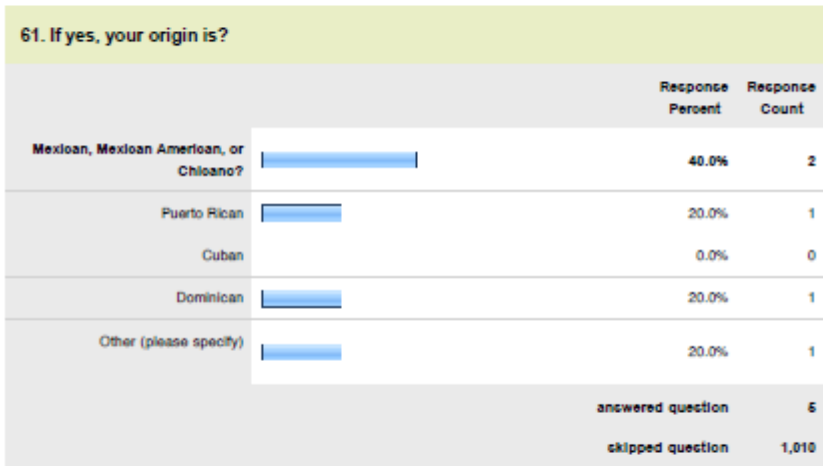 61. If yes, your origin is?
Response Response
Percent Count
Mexican, Mexican American, or
Chicano?
40.0% 2
Puerto Rican 20.0% 1
Cuban 0.0% 0
Dominican 20.0% 1
Other (please specify)
20.0% 1
answered question 5
skipped question 1,010